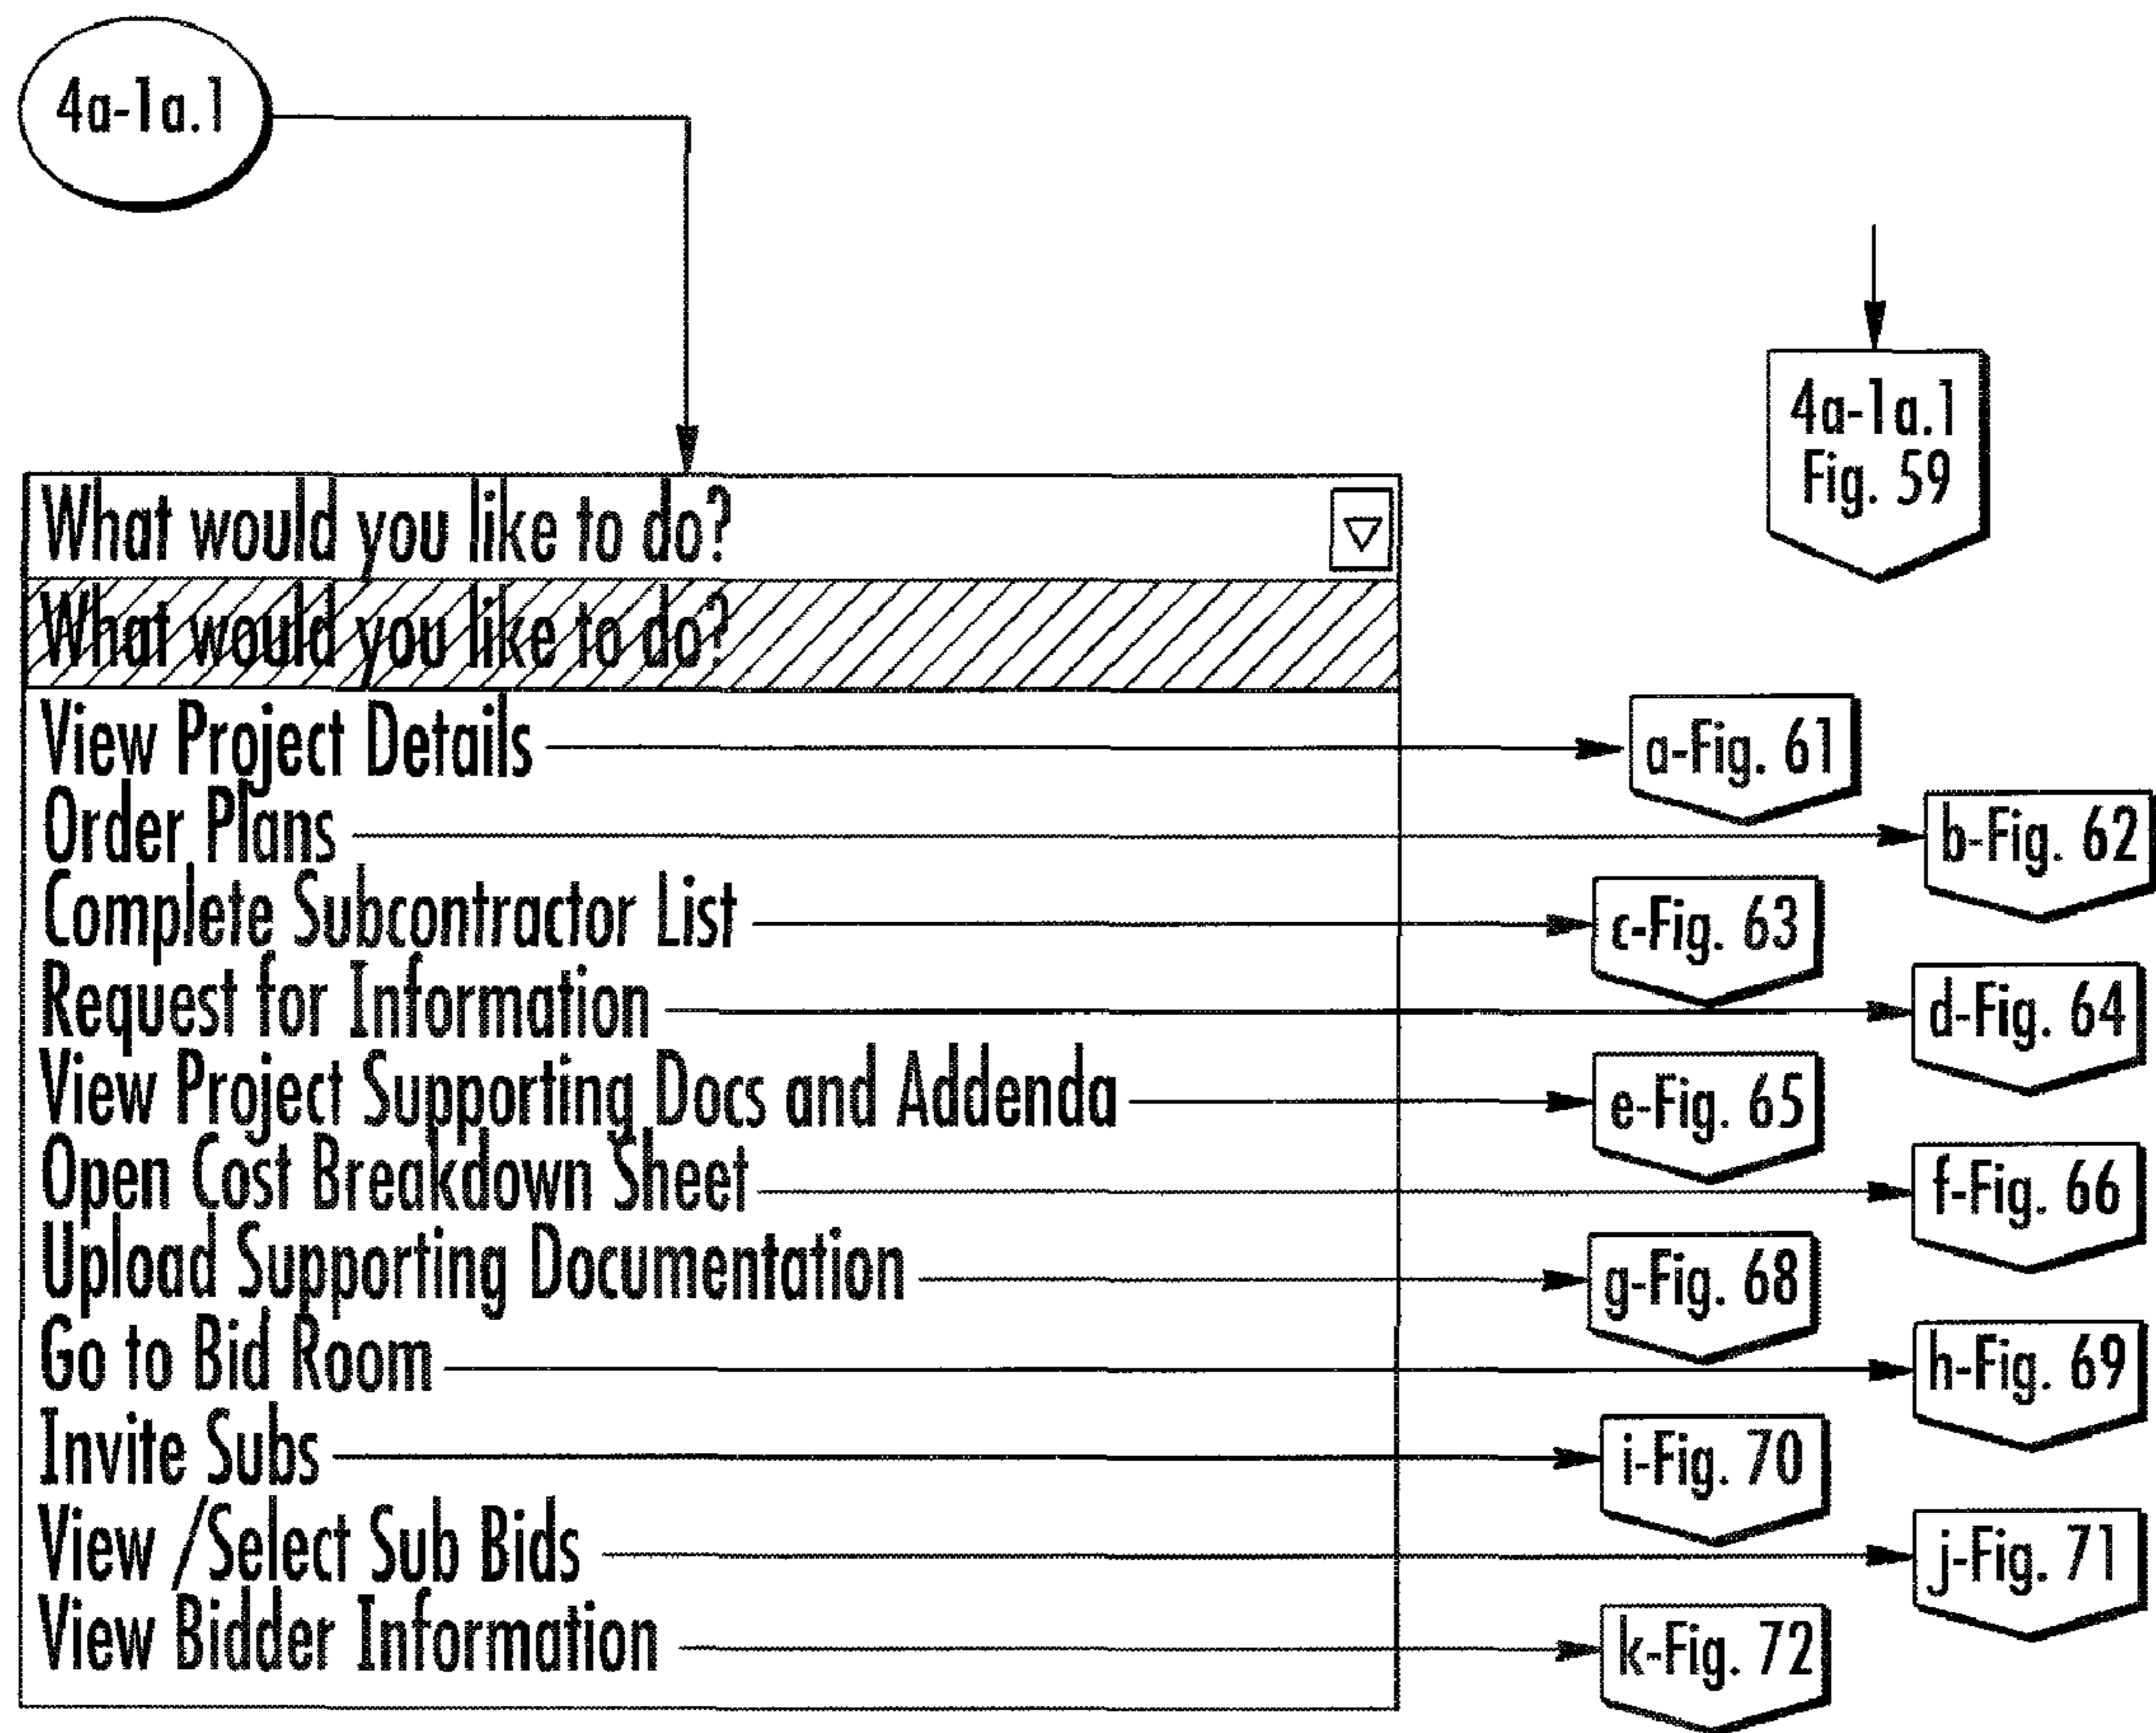 4a-1a.1
4a-1a.1
Fig. 59
What would you like to do?
What would you like to do?
View Project Details
a-Fig. 61
Order Plans
b-Fig. 62
Complete Subcontractor List
c-Fig. 63
Request for Information
d-Fig. 64
View Project Supporting Docs and Addenda
e-Fig. 65
Open Cost Breakdown Sheet
f-Fig. 66
Upload Supporting Documentation
g-Fig. 68
Go to Bid Room
h-Fig. 69
Invite Subs
i-Fig. 70
View /Select Sub Bids
j-Fig. 71
View Bidder Information
k-Fig. 72